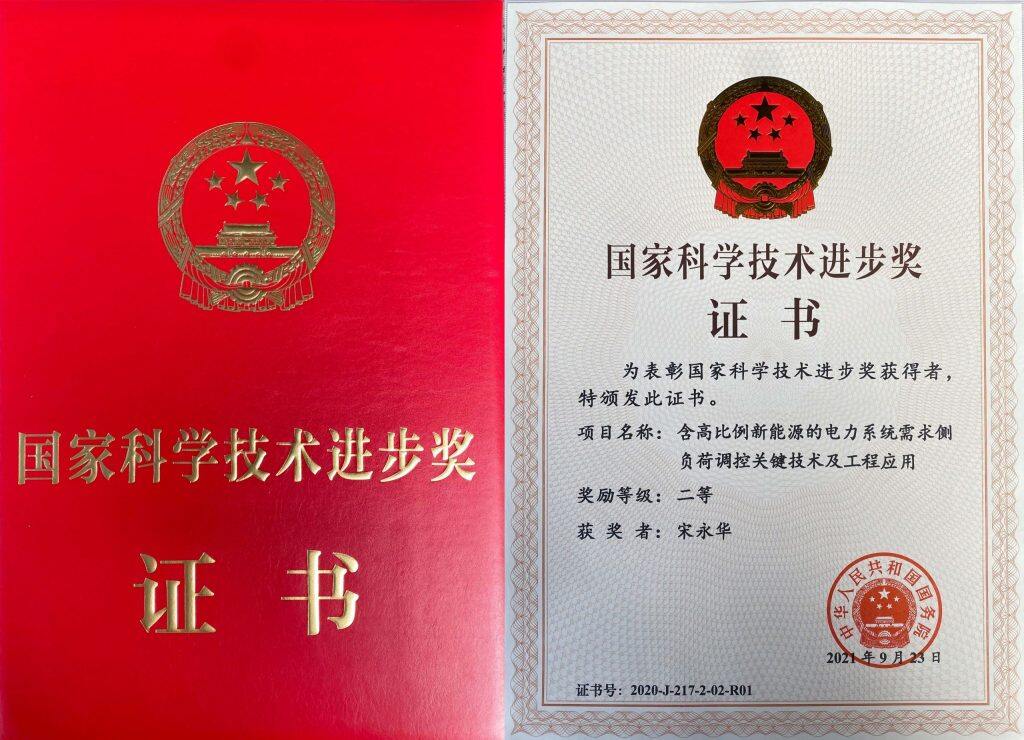 国家科学技术进步奖
证书
国家科学技术进步奖
证书
为表彰国家科学技术进步奖获得者，
特颁发此证书。
项目名称：含高比例新能源的电力系统需求侧
负荷调控关键技术及工程应用
奖励等级：二等
获奖者：宋永华
中华人民共和国国务院
2021年9月23日
证书号：2020-J-217-2-02-R01